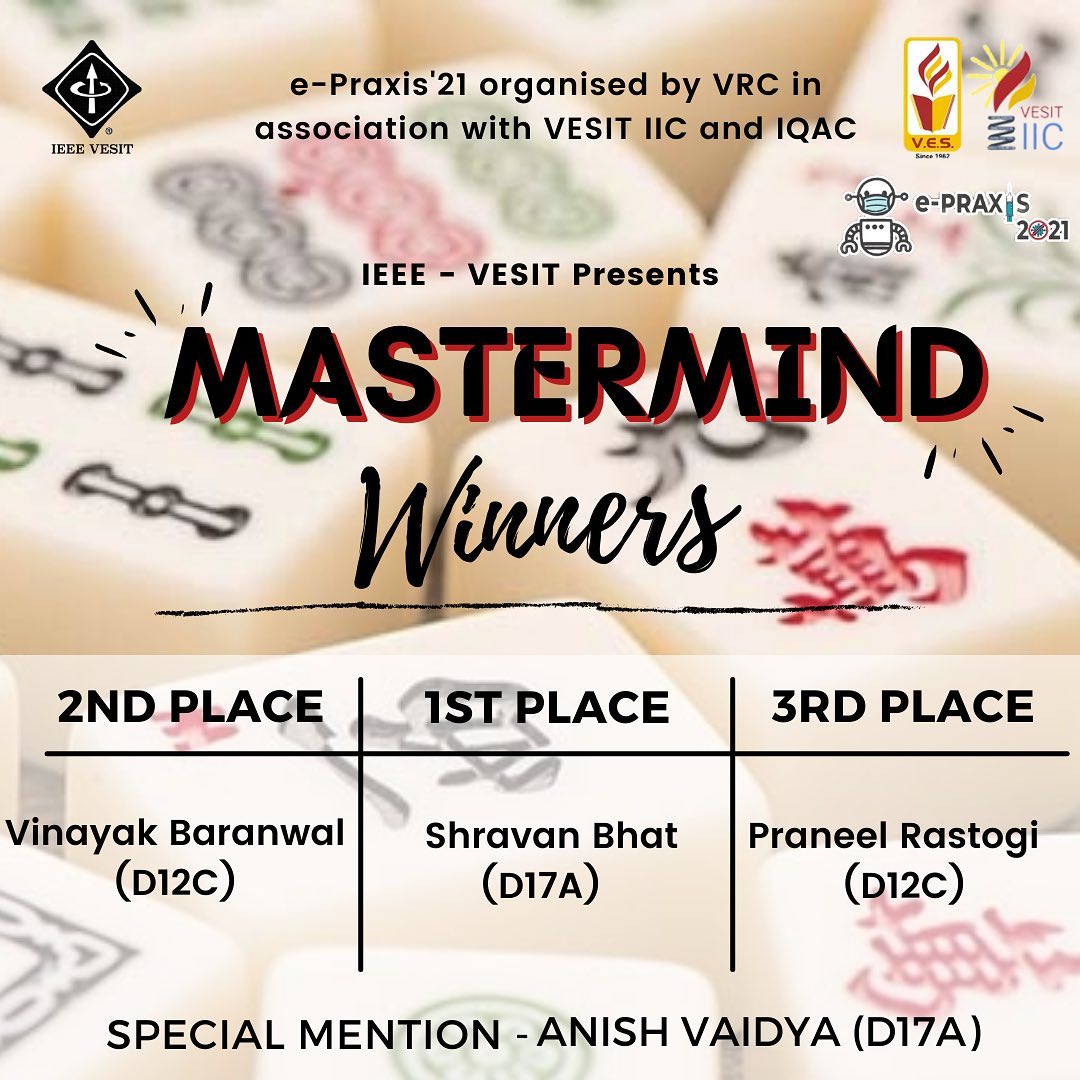 IEEE VESIT
e-Praxis'21 organised by VRC in
association with VESIT IIC and IQAC
V.E.S.
Since 1962
VESIT
IIC
e-PRAXIS
2021
IEEE - VESIT Presents
MASTERMIND
Winners
2ND PLACE
1ST PLACE
3RD PLACE
Vinayak Baranwal
(D12C)
Shravan Bhat
(D17A)
Praneel Rastogi
(D12C)
SPECIAL MENTION - ANISH VAIDYA (D17A)